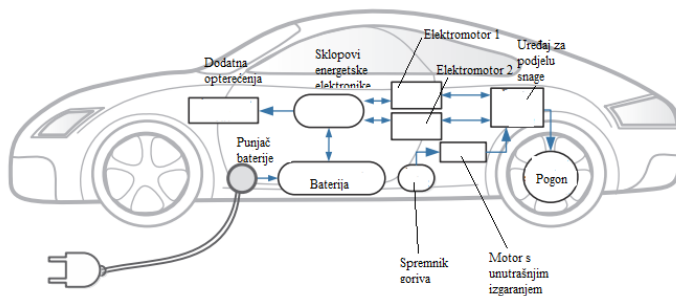 Elektromotor 1
Dodatna
opterećenja
Sklopovi
energetske
elektronike
Elektromotor 2
Uređaj za
podjelu
snage
Punjač
baterije
Baterija
Pogon
Spremnik
goriva
Motor s
unutrašnjim
izgaranjem